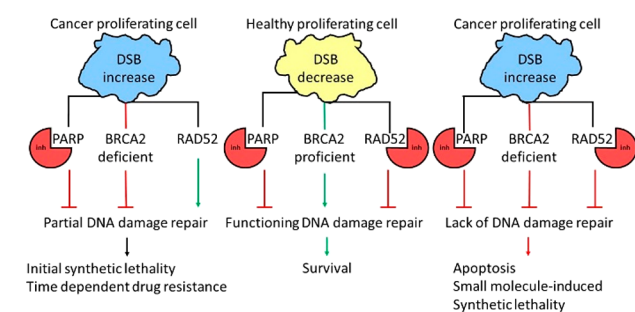 Cancer proliferating cell
DSB
increase
PARP
inh
BRCA2
deficient
RAD52
Partial DNA damage repair
Initial synthetic lethality
Time dependent drug resistance
Healthy proliferating cell
DSB
decrease
PARP
inh
BRCA2
proficient
RAD52
inh
Functioning DNA damage repair
Survival
Cancer proliferating cell
DSB
increase
PARP
inh
BRCA2
deficient
RAD52
inh
Lack of DNA damage repair
Apoptosis
Small molecule-induced
Synthetic lethality